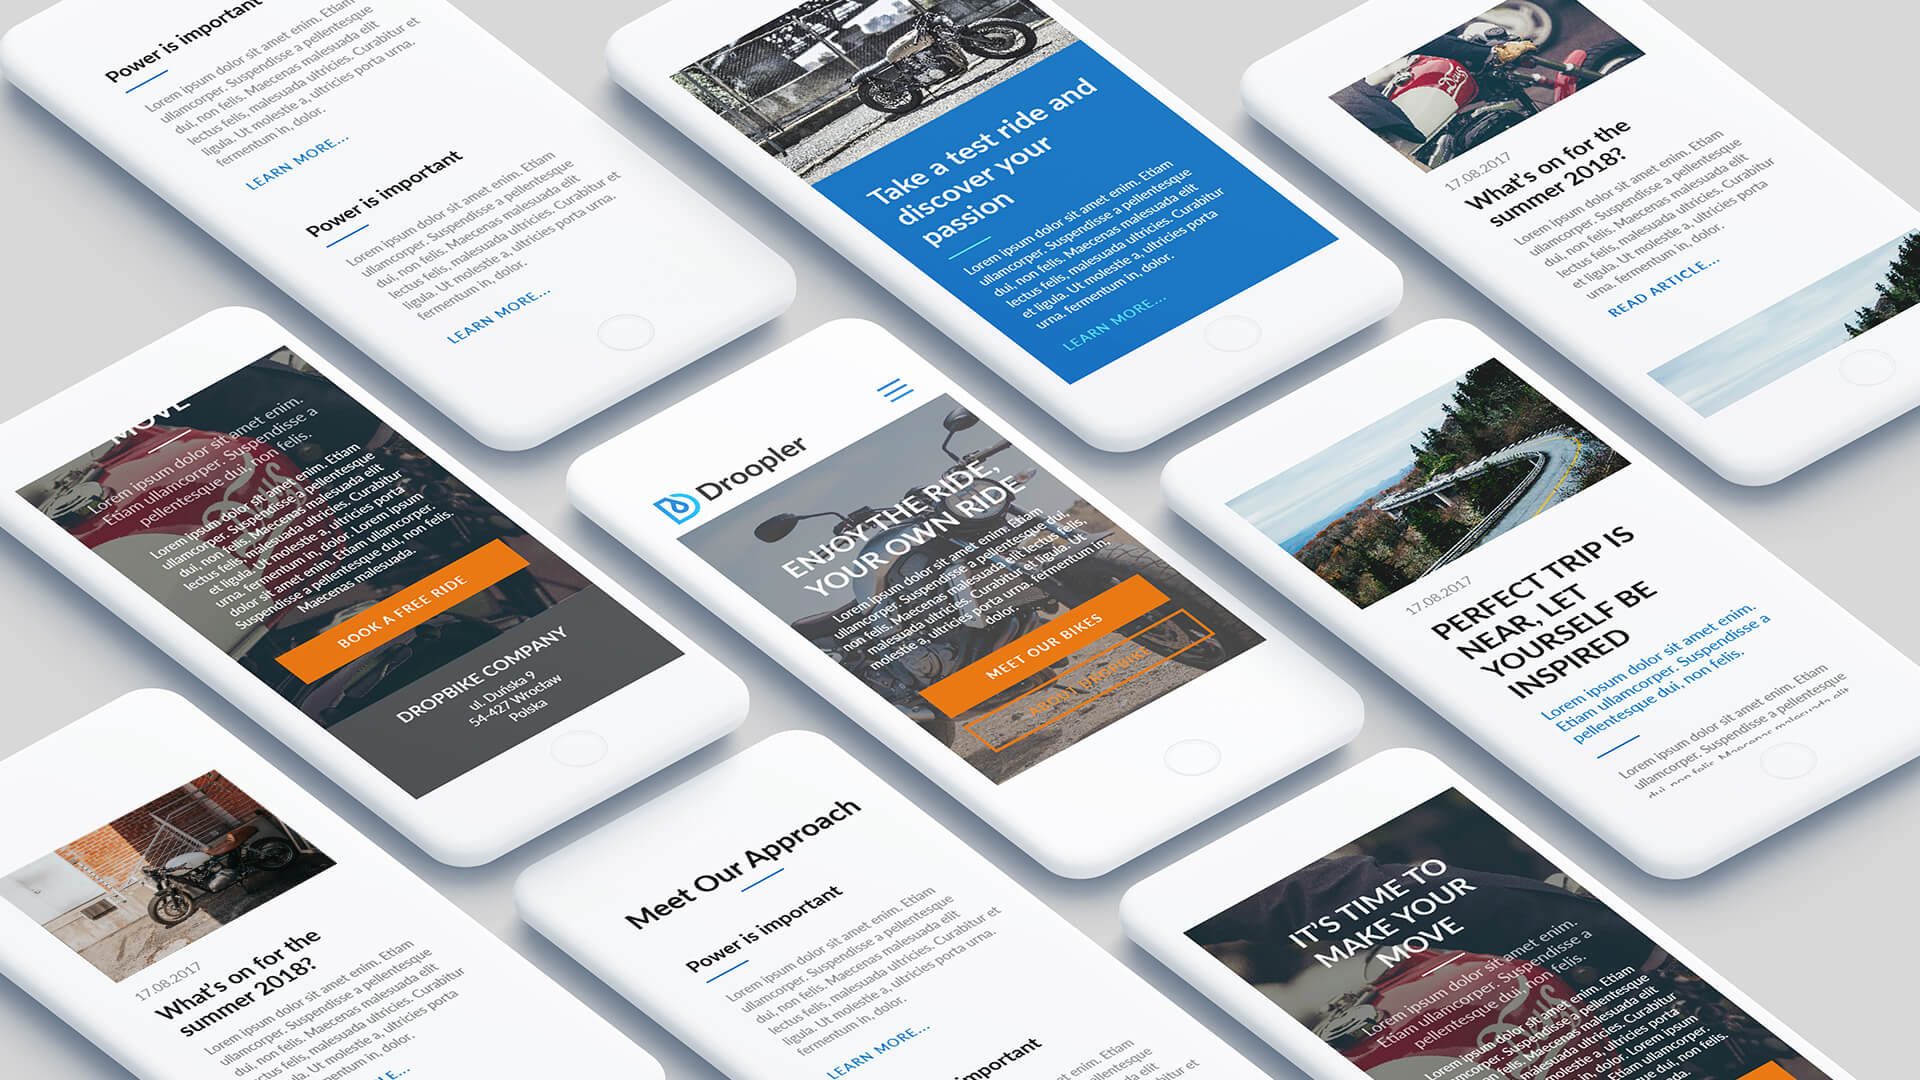 Power is important
Lorem ipsum dolor sit amet enim. Etiam
ullamcorper. Suspendisse a pellentesque
dui, non felis. Maecenas malesuada elit
lectus felis, malesuada ultricies. Curabitur et
ligula. Ut molestie a, ultricies porta urna.
fermentum in, dolor.
LEARN MORE...
Power is important
Lorem ipsum dolor sit amet enim. Etiam
ullamcorper. Suspendisse a pellentesque
dui, non felis. Maecenas malesuada elit
lectus felis, malesuada ultricies. Curabitur et
ligula. Ut molestie a, ultricies porta urna.
fermentum in, dolor.
LEARN MORE...
Take a test ride and
discover your
passion
Lorem ipsum dolor sit amet enim. Etiam
ullamcorper. Suspendisse a pellentesque
dui, non felis. Maecenas malesuada elit
lectus felis, malesuada ultricies. Curabitur
et ligula. Ut molestie a, ultricies porta
urna. fermentum in, dolor.
LEARN MORE...
Deus
17.08.2017
What's on for the
summer 2018?
Lorem ipsum dolor sit amet enim. Etiam
ullamcorper. Suspendisse a pellentesque
dui, non felis. Maecenas malesuada elit
lectus felis, malesuada ultricies. Curabitur
et ligula. Ut molestie a, ultricies porta
urna. fermentum in, dolor.
READ ARTICLE...
MOVE
Lorem ipsum dolor sit amet enim.
Etiam ullamcorper. Suspendisse a
pellentesque dui, non felis.
Lorem ipsum dolor sit amet enim. Etiam
ullamcorper. Suspendisse a pellentesque
dui, non felis. Maecenas malesuada elit
lectus felis, malesuada ultricies. Curabitur
et ligula. Ut molestie a, ultricies porta
urna. fermentum in, dolor. Lorem ipsum
dolor sit amet enim. Etiam ullamcorper.
Suspendisse a pellentesque dui, non felis.
Maecenas malesuada.
BOOK A FREE RIDE
DROPBIKE COMPANY
ul. Duńska 9
54-427 Wrocław
Polska
Droopler
ENJOY THE RIDE,
YOUR OWN RIDE
Lorem ipsum dolor sit amet enim. Etiam
ullamcorper. Suspendisse a pellentesque dui,
non felis. Maecenas malesuada elit lectus felis,
malesuada ultricies. Curabitur et ligula. Ut
molestie a, ultricies porta urna. fermentum in,
dolor.
MEET OUR BIKES
ABOUT DROPBIKE
17.08.2017
PERFECT TRIP IS
NEAR, LET
YOURSELF BE
INSPIRED
Lorem ipsum dolor sit amet enim.
Etiam ullamcorper. Suspendisse a
pellentesque dui, non felis.
Lorem ipsum dolor sit amet enim. Etiam
ullamcorper. Suspendisse a pellentesque
dui, non felis. Maecenas malesuada elit
17.08.2017
What's on for the
summer 2018?
Lorem ipsum dolor sit amet enim. Etiam
ullamcorper. Suspendisse a pellentesque
dui, non felis. Maecenas malesuada elit
lectus felis, malesuada ultricies. Curabitur
et ligula. Ut molestie a, ultricies porta
fermentum in, dolor.
Meet Our Approach
Power is important
Lorem ipsum dolor sit amet enim. Etiam
ullamcorper. Suspendisse a pellentesque
dui, non felis. Maecenas malesuada elit
lectus felis, malesuada ultricies. Curabitur et
ligula. Ut molestie a, ultricies porta urna.
fermentum in, dolor.
LEARN MORE...
important
Lorem ipsum dolor sit amet enim. Etiam
IT'S TIME TO
MAKE YOUR
MOVE
Lorem ipsum dolor sit amet enim.
Etiam ullamcorper. Suspendisse a
pellentesque dui, non felis.
Lorem ipsum dolor sit amet enim. Etiam
ullamcorper. Suspendisse a pellentesque
dui, non felis. Maecenas malesuada elit
lectus felis, malesuada ultricies. Curabitur
et ligula. Ut molestie a, ultricies porta
fermentum in, dolor. Lorem ipsum
Etiam ullamcorper.
dui, non felis.